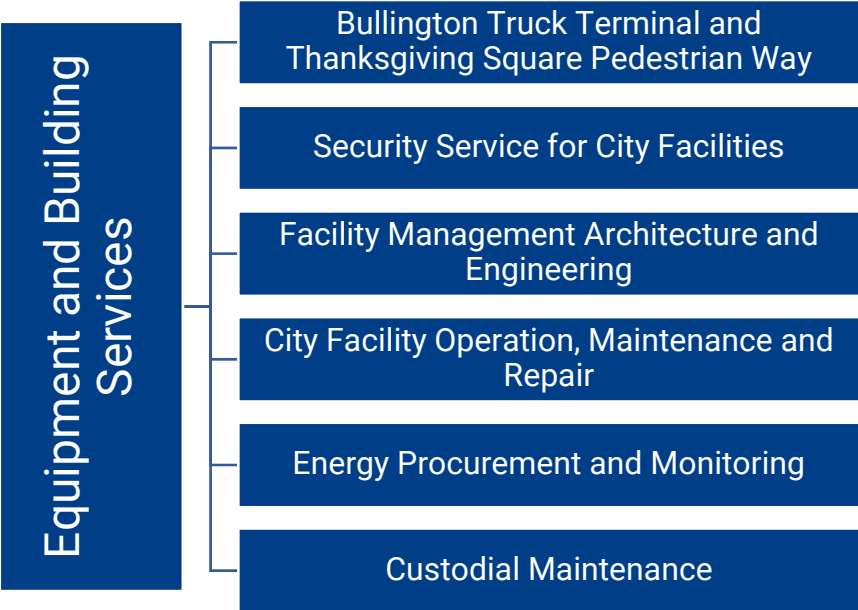 Equipment and Building
Services
Bullington Truck Terminal and
Thanksgiving Square Pedestrian Way
Security Service for City Facilities
Facility Management Architecture and
Engineering
City Facility Operation, Maintenance and
Repair
Energy Procurement and Monitoring
Custodial Maintenance